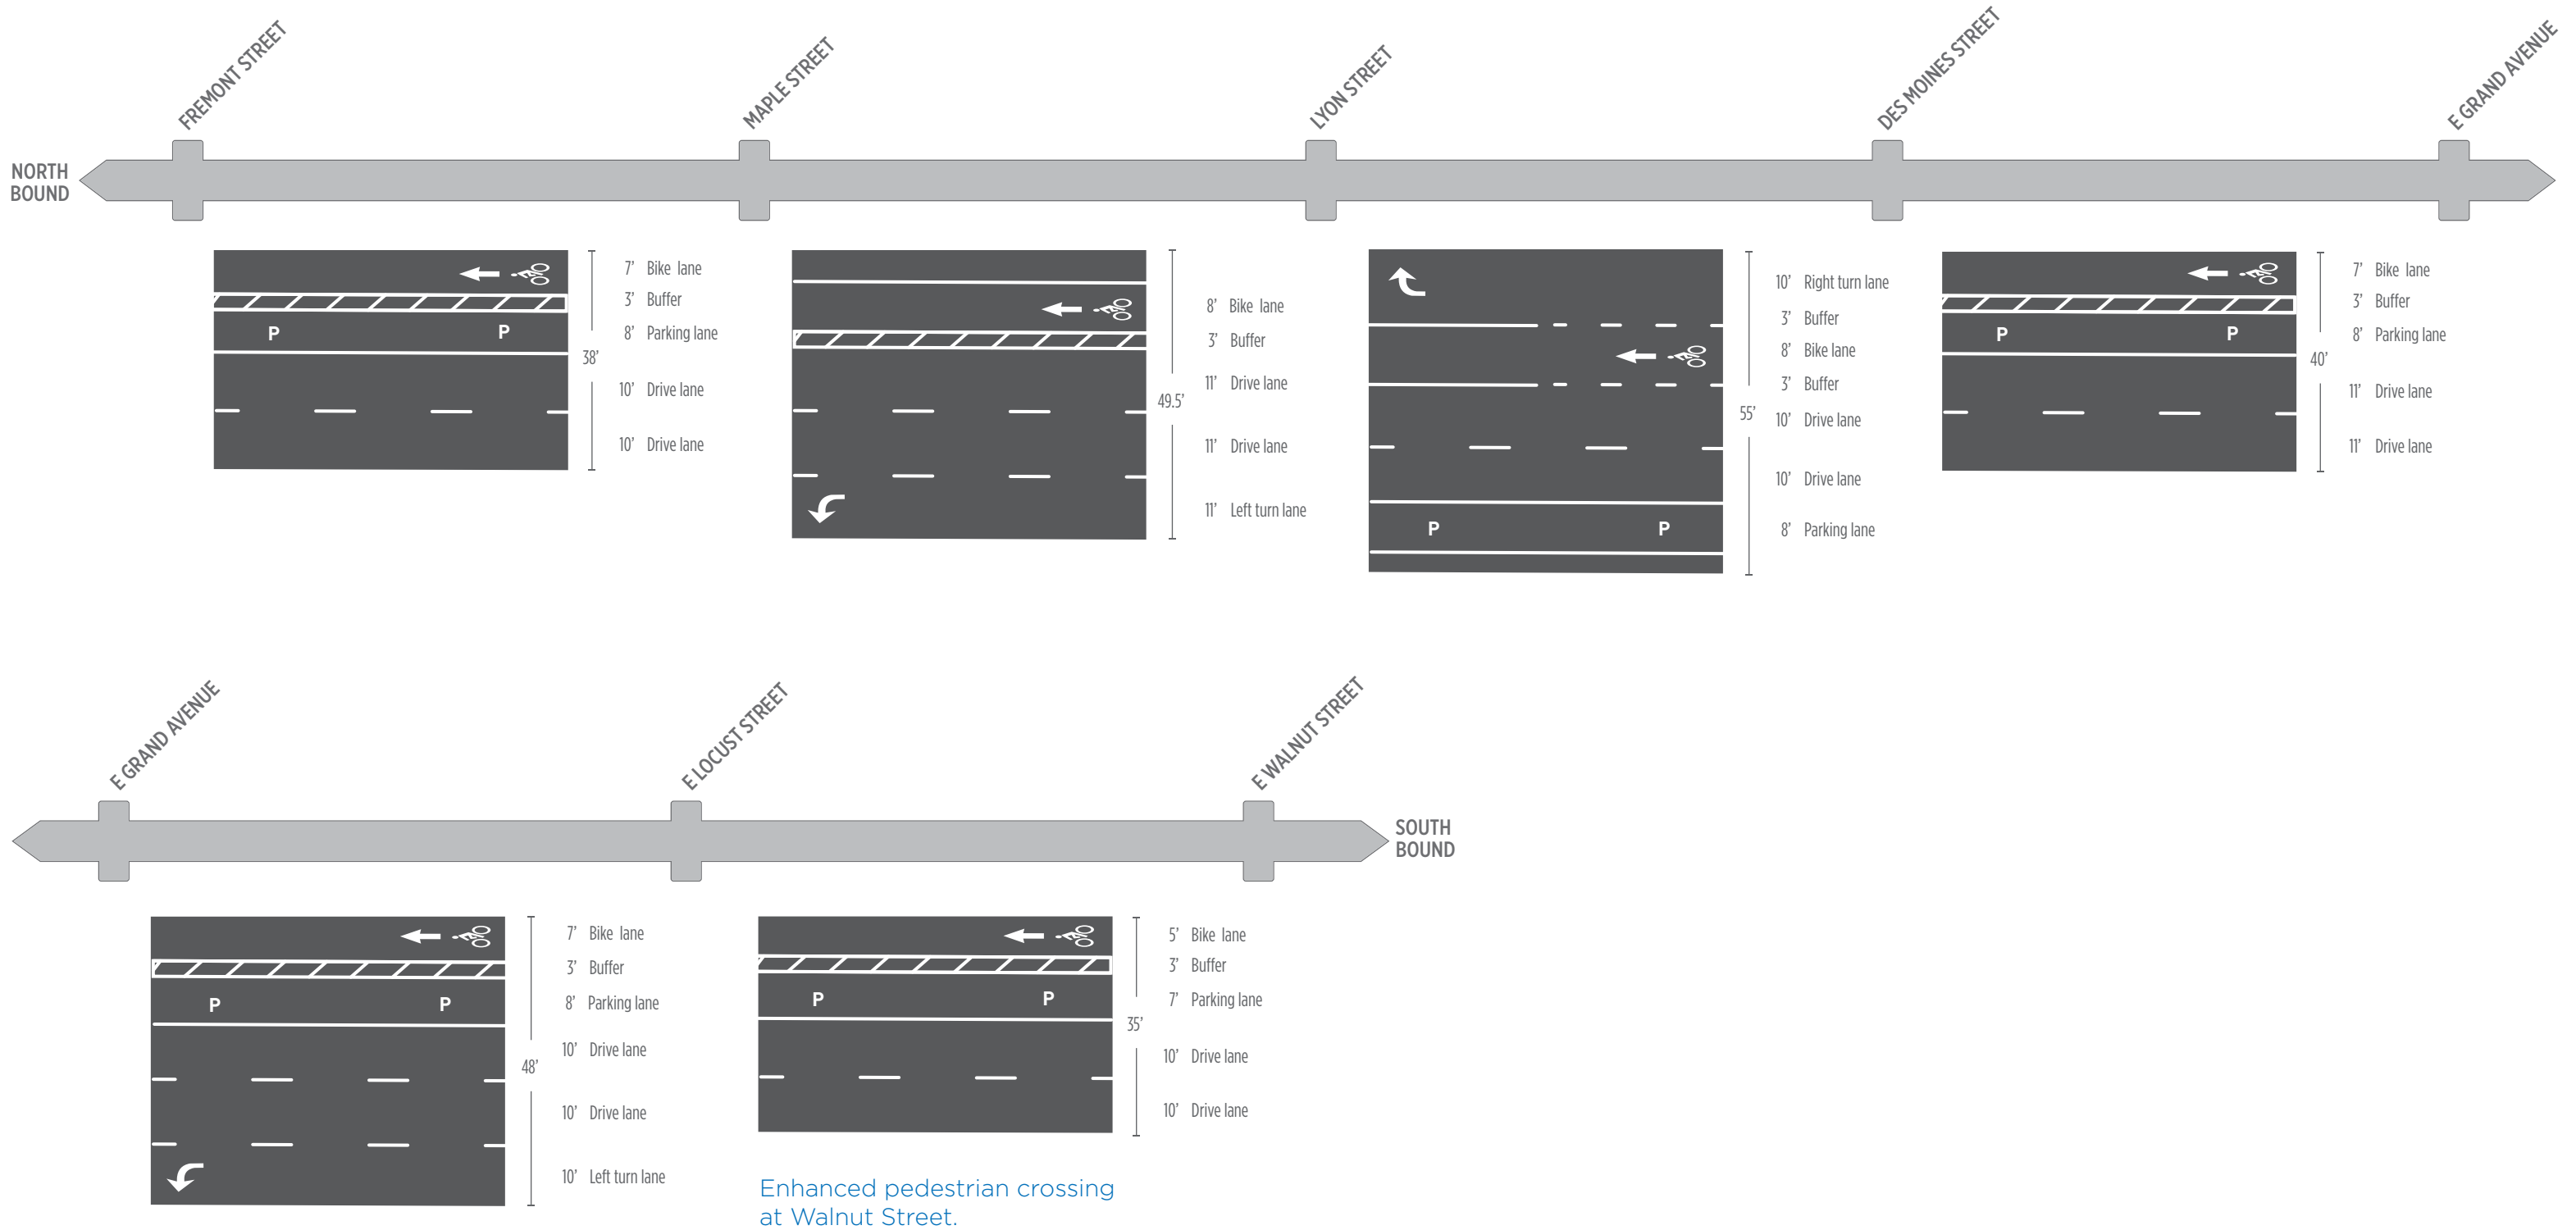 FREMONT STREET
MAPLE STREET
LYON STREET
DES MOINES STREET
E GRAND AVENUE
NORTH
BOUND
7' Bike lane
3' Buffer
8' Parking lane
10' Drive lane
10' Drive lane
38'
P P
8' Bike lane
3' Buffer
11' Drive lane
11' Drive lane
11' Left turn lane
49.5'
10' Right turn lane
3' Buffer
8' Bike lane
3' Buffer
10' Drive lane
10' Drive lane
8' Parking lane
55'
P P
7' Bike lane
3' Buffer
8' Parking lane
11' Drive lane
11' Drive lane
40'
P P
E GRAND AVENUE
E LOCUST STREET
E WALNUT STREET
SOUTH
BOUND
7' Bike lane
3' Buffer
8' Parking lane
10' Drive lane
10' Drive lane
10' Left turn lane
48'
P P
5' Bike lane
3' Buffer
7' Parking lane
10' Drive lane
10' Drive lane
35'
P P
Enhanced pedestrian crossing
at Walnut Street.